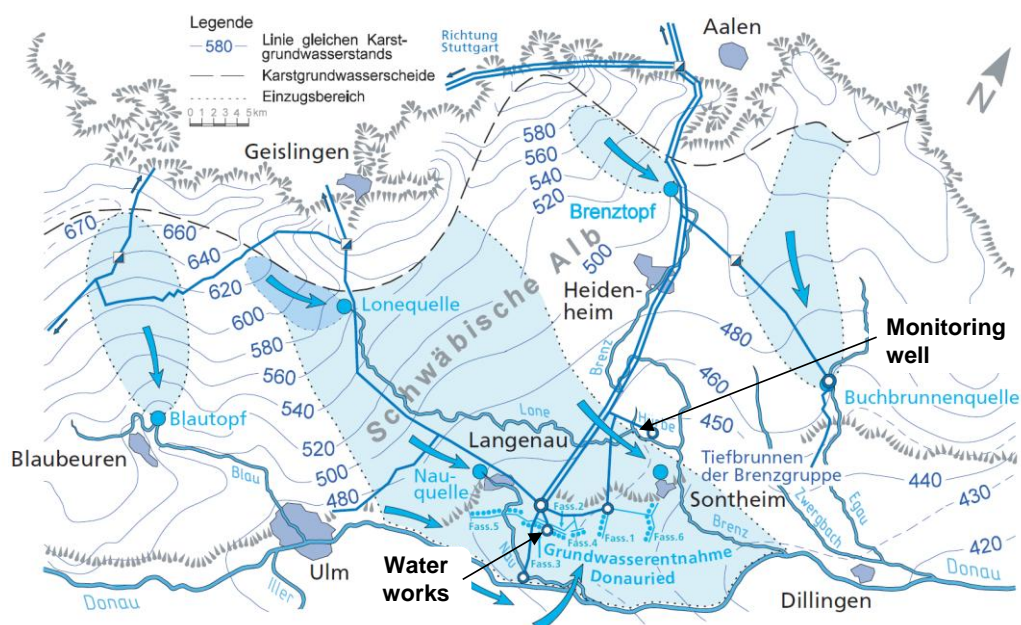 Legende
580
Linie gleichen Karst-
grundwasserstands
Karstgrundwasserscheide
Einzugsbereich
0 1 2 3 4 5km
Richtung
Stuttgart
Aalen
N
Geislingen
580
560
540
520
Brenztopf
500
Heiden-
heim
670
660
640
620
600
580
560
540
520
500
480
Lonequelle
Schwäbische Alb
480
460
450
440
430
420
Monitoring
well
Buchbrunnenquelle
Blautopf
Blaubeuren
Blau
Lone
Brenz
Langenau
Nau-
quelle
Tiefbrunnen
der Brenzgruppe
Sontheim
Zwergbach
Egau
Brenz
Fass.5
Fass.2
Fass.4
Fass.3
Fass.1
Fass.6
Grundwasserentnahme
Donauried
Nau
Water
works
Ulm
Iller
Donau
Donau
Dillingen